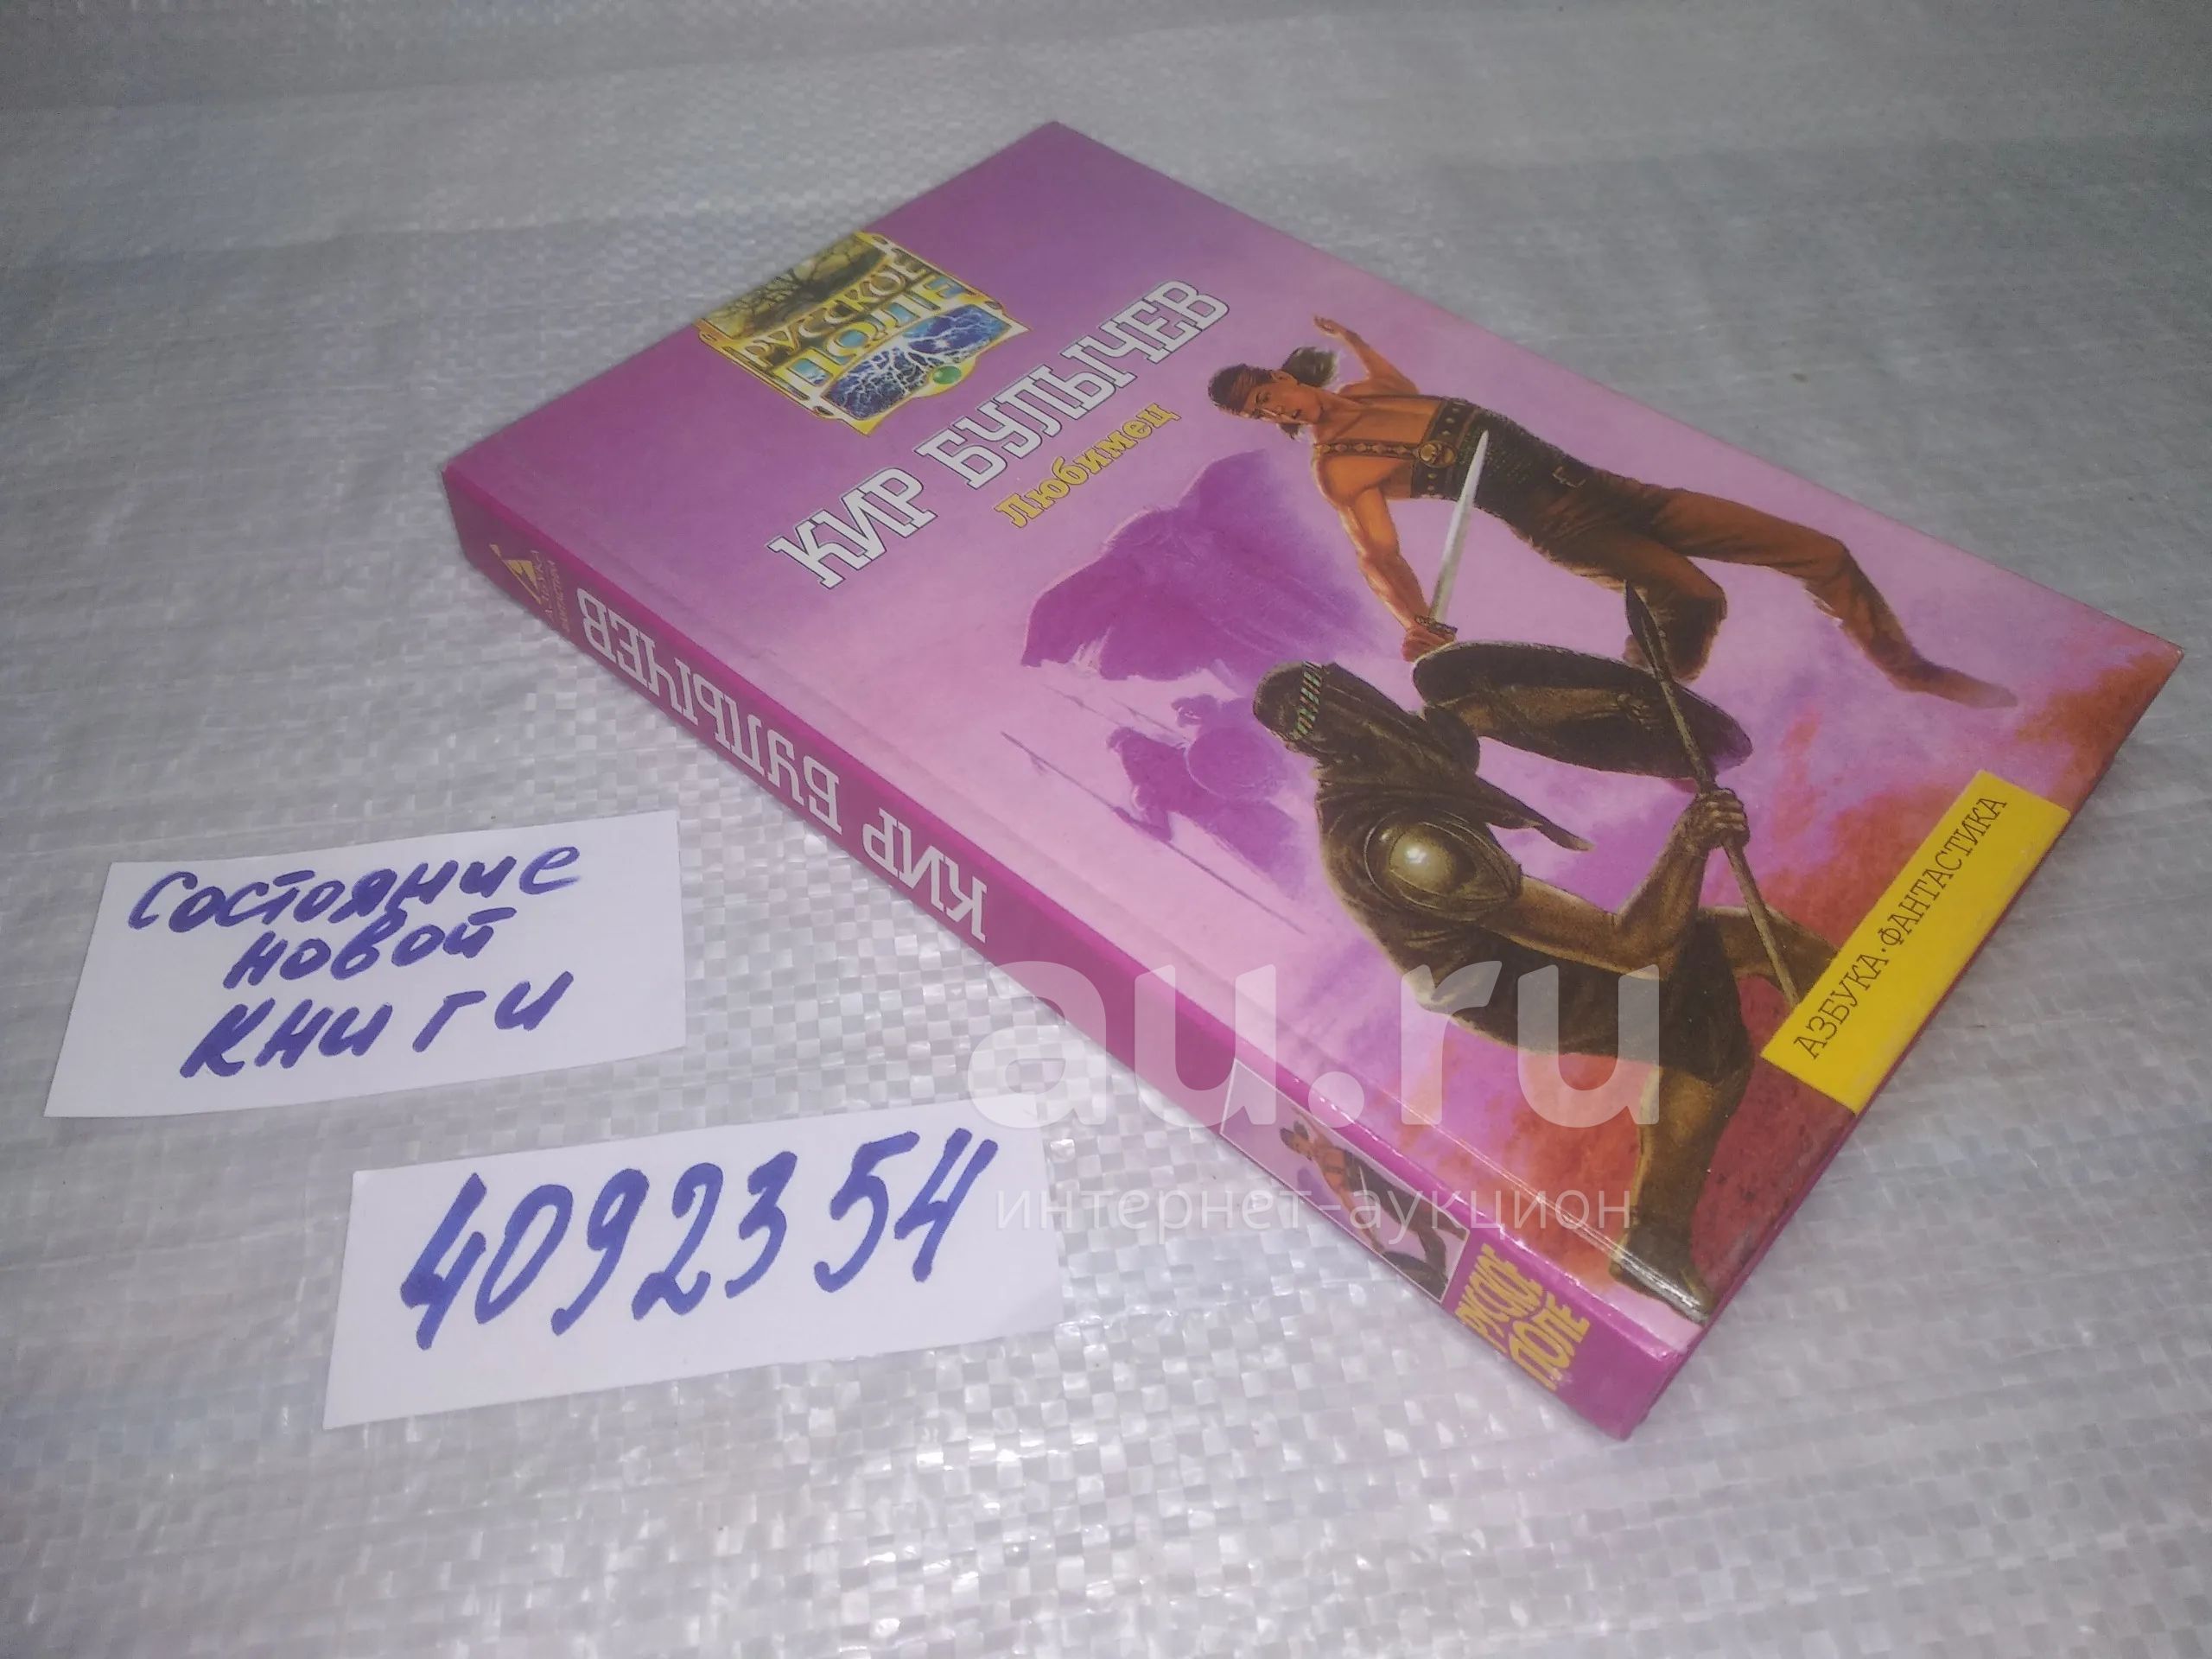 РУССКОЕ
ПОЛЕ
КИР БУЛЫЧЕВ
Любимец
АЗБУКА·ФАНТАСТИКА
АЗБУКА
КИР БУЛЫЧЕВ
РУССКОЕ
ПОЛЕ
Состояние
новой
книги
4092354
au.ru
интернет-аукцион